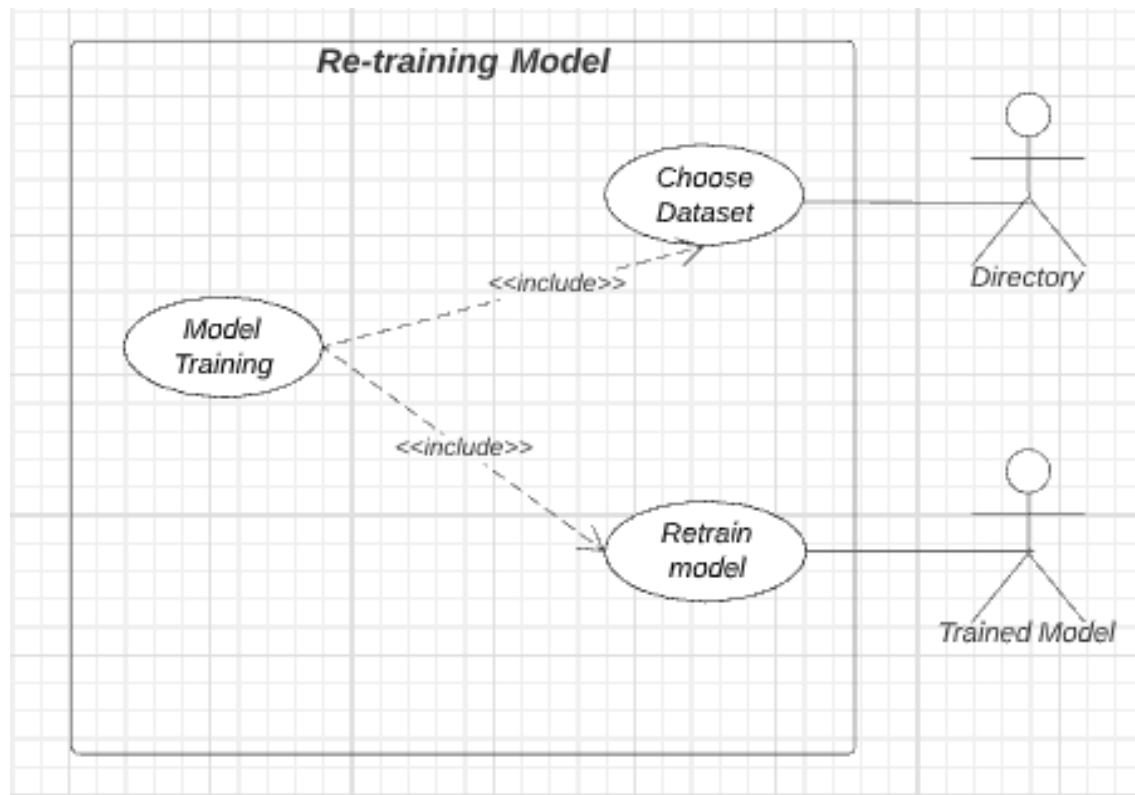 Re-training Model
Choose
Dataset
Directory
<<include>>
Model
Training
<<include>>
Retrain
model
Trained Model